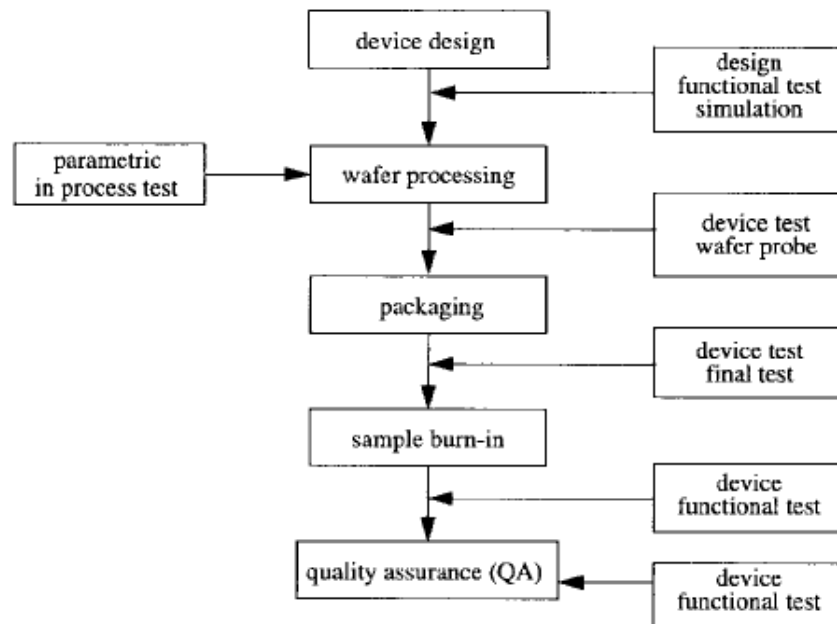 device design
design
functional test
simulation
parametric
in process test
wafer processing
device test
wafer probe
packaging
device test
final test
sample burn-in
device
functional test
quality assurance (QA)
device
functional test